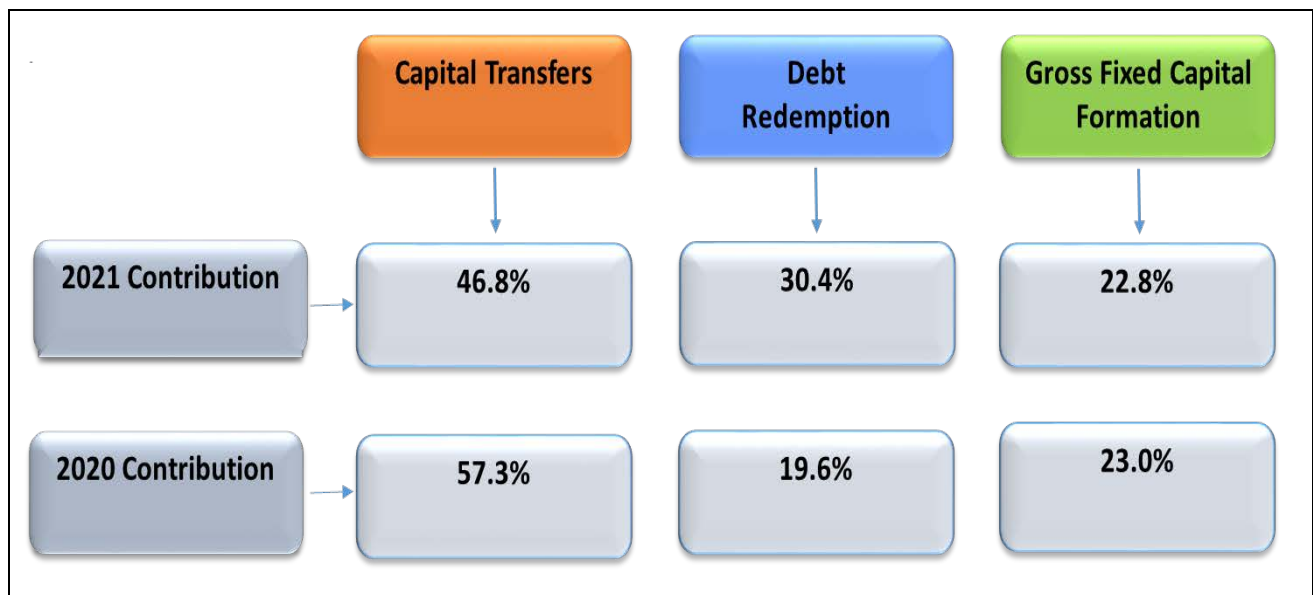 Capital Transfers
Debt
Redemption
Gross Fixed Capital
Formation
2021 Contribution
46.8%
30.4%
22.8%
2020 Contribution
57.3%
19.6%
23.0%